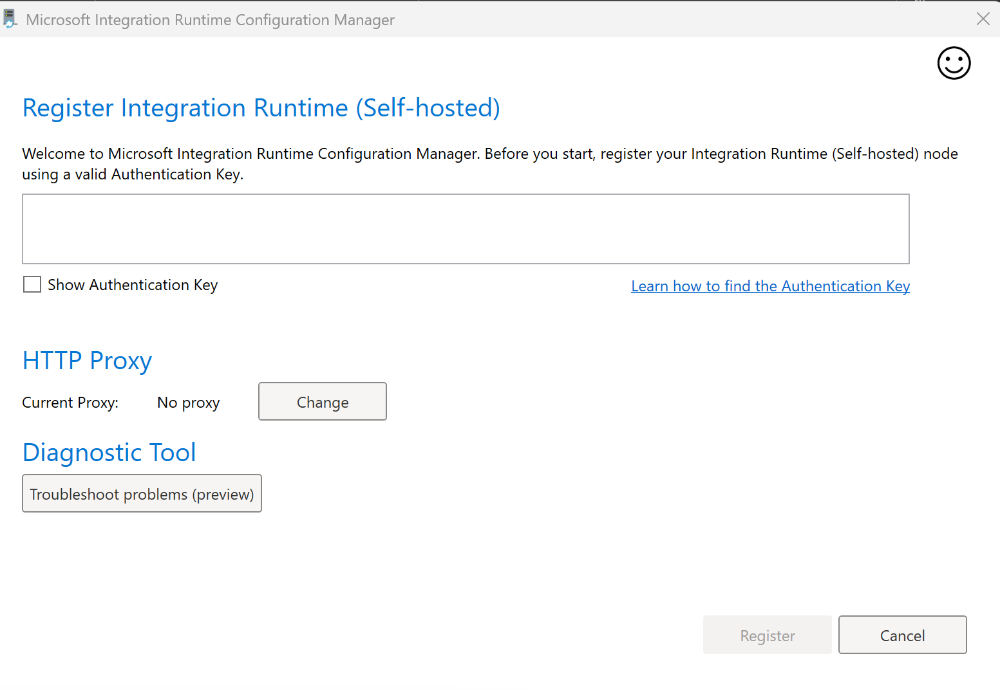 Microsoft Integration Runtime Configuration Manager
Register Integration Runtime (Self-hosted)
Welcome to Microsoft Integration Runtime Configuration Manager. Before you start, register your Integration Runtime (Self-hosted) node
using a valid Authentication Key.
Show Authentication Key
Learn how to find the Authentication Key
HTTP Proxy
Current Proxy: No proxy Change
Diagnostic Tool
Troubleshoot problems (preview)
Register Cancel